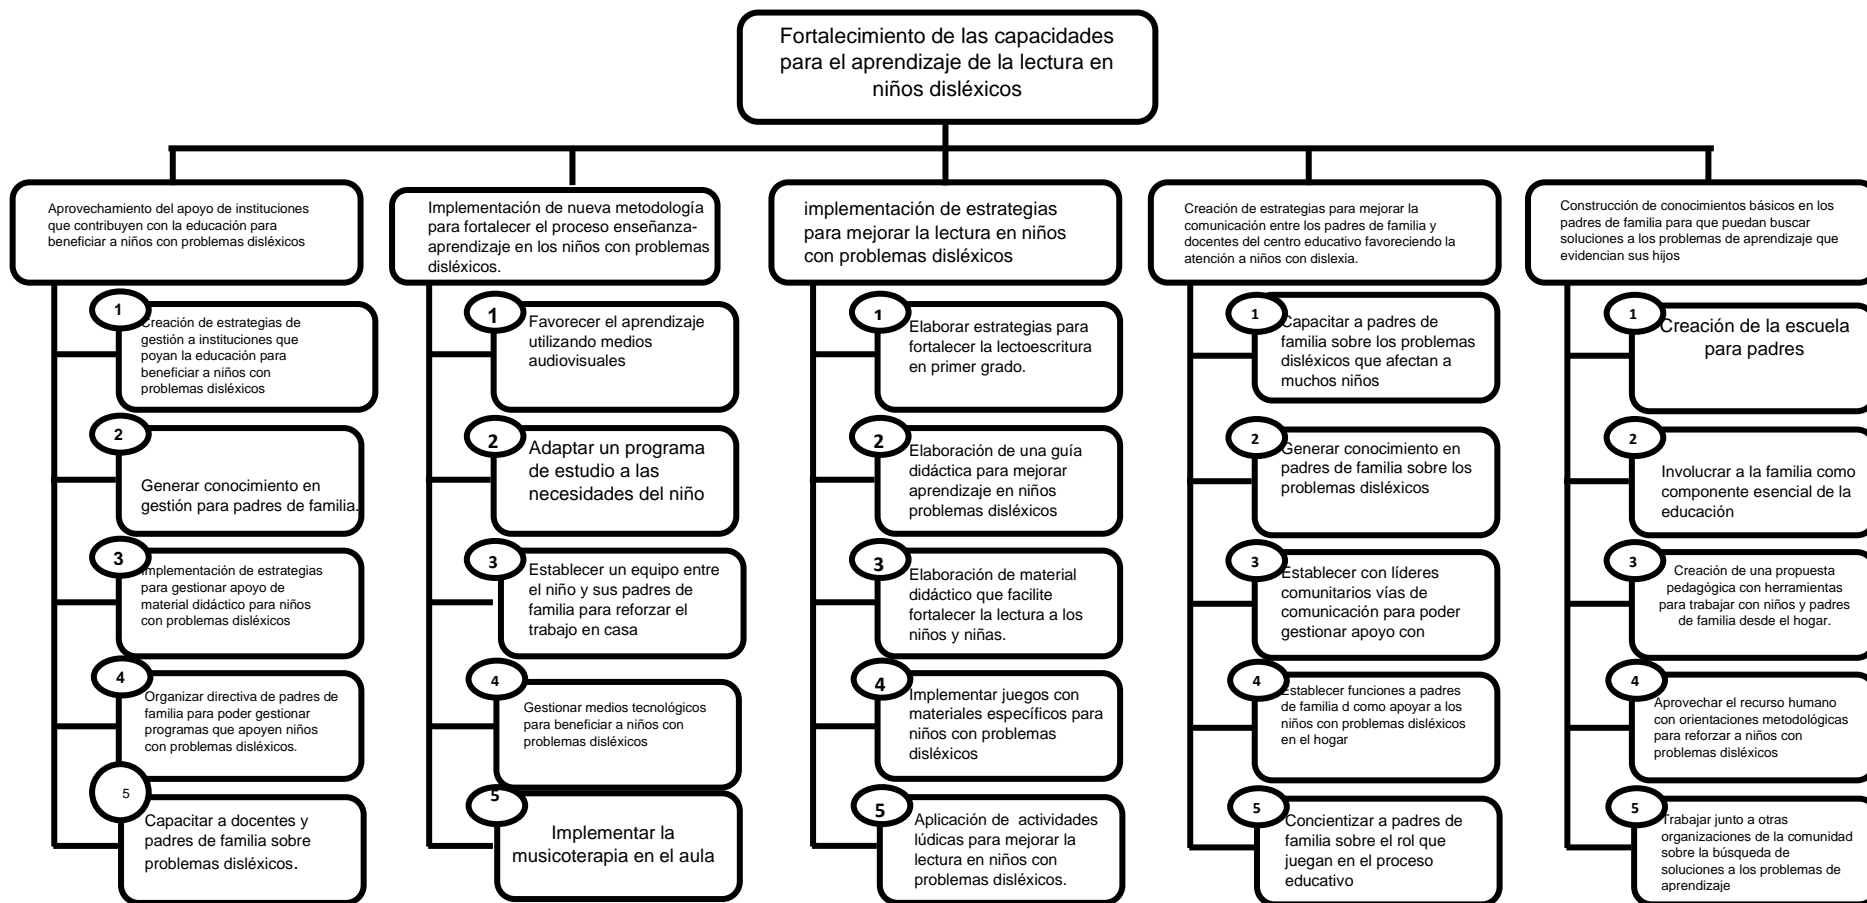 Fortalecimiento de las capacidades
para el aprendizaje de la lectura en
niños disléxicos
Aprovechamiento del apoyo de instituciones
que contribuyen con la educación para
beneficiar a niños con problemas disléxicos
1
Creación de estrategias de
gestión a instituciones que
poyan la educación para
beneficiar a niños con
problemas disléxicos
2
Generar conocimiento en
gestión para padres de familia.
3
Implementación de estrategias
para gestionar apoyo de
material didáctico para niños
con problemas disléxicos
4
Organizar directiva de padres de
familia para poder gestionar
programas que apoyen niños
con problemas disléxicos.
5
Capacitar a docentes y
padres de familia sobre
problemas disléxicos.
Implementación de nueva metodología
para fortalecer el proceso enseñanza-
aprendizaje en los niños con problemas
disléxicos.
1
Favorecer el aprendizaje
utilizando medios
audiovisuales
2
Adaptar un programa
de estudio a las
necesidades del niño
3
Establecer un equipo entre
el niño y sus padres de
familia para reforzar el
trabajo en casa
4
Gestionar medios tecnológicos
para beneficiar a niños con
problemas disléxicos
5
Implementar la
musicoterapia en el aula
implementación de estrategias
para mejorar la lectura en niños
con problemas disléxicos
1
Elaborar estrategias para
fortalecer la lectoescritura
en primer grado.
2
Elaboración de una guía
didáctica para mejorar
aprendizaje en niños
problemas disléxicos
3
Elaboración de material
didáctico que facilite
fortalecer la lectura a los
niños y niñas.
4
Implementar juegos con
materiales específicos para
niños con problemas
disléxicos
5
Aplicación de actividades
lúdicas para mejorar la
lectura en niños con
problemas disléxicos.
Creación de estrategias para mejorar la
comunicación entre los padres de familia y
docentes del centro educativo favoreciendo la
atención a niños con dislexia.
1
Capacitar a padres de
familia sobre los problemas
disléxicos que afectan a
muchos niños
2
Generar conocimiento en
padres de familia sobre los
problemas disléxicos
3
Establecer con líderes
comunitarios vías de
comunicación para poder
gestionar apoyo con
4
Establecer funciones a padres
de familia d como apoyar a los
niños con problemas disléxicos
en el hogar
5
Concientizar a padres de
familia sobre el rol que
juegan en el proceso
educativo
Construcción de conocimientos básicos en los
padres de familia para que puedan buscar
soluciones a los problemas de aprendizaje que
evidencian sus hijos
1
Creación de la escuela
para padres
2
Involucrar a la familia como
componente esencial de la
educación
3
Creación de una propuesta
pedagógica con herramientas
para trabajar con niños y padres
de familia desde el hogar.
4
Aprovechar el recurso humano
con orientaciones metodológicas
para reforzar a niños con
problemas disléxicos
5
Trabajar junto a otras
organizaciones de la comunidad
sobre la búsqueda de
soluciones a los problemas de
aprendizaje